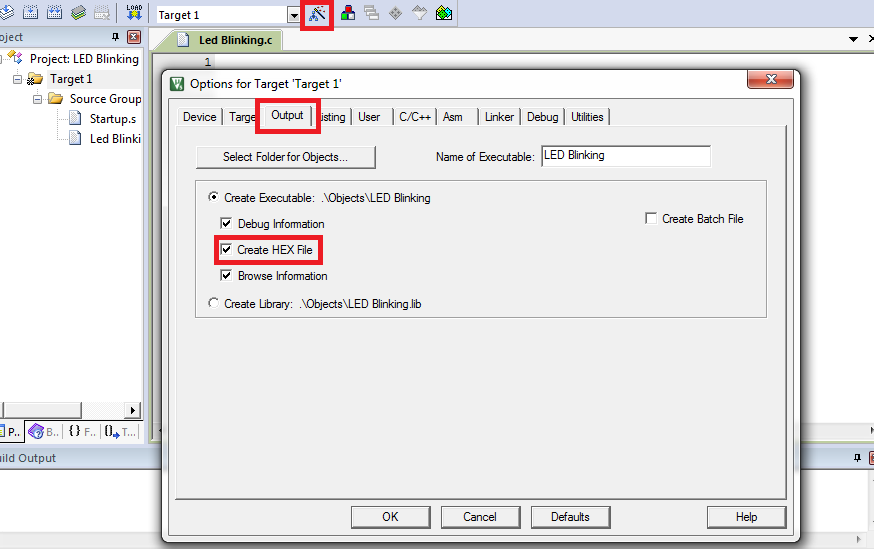 LOAD
Target 1
oject
Project: LED Blinking
Target 1
Source Group
Startup.s
Led Blinki
P..
B..
{} F..
{}, T...
uild Output
Led Blinking.c
1
Options for Target 'Target 1'
Device
Targe
Output
isting
User
C/C++
Asm
Linker
Debug
Utilities
Select Folder for Objects...
Name of Executable: LED Blinking
Create Executable: .\Objects\LED Blinking
Debug Information
Create Batch File
Create HEX File
Browse Information
Create Library: .\Objects\LED Blinking.lib
OK
Cancel
Defaults
Help